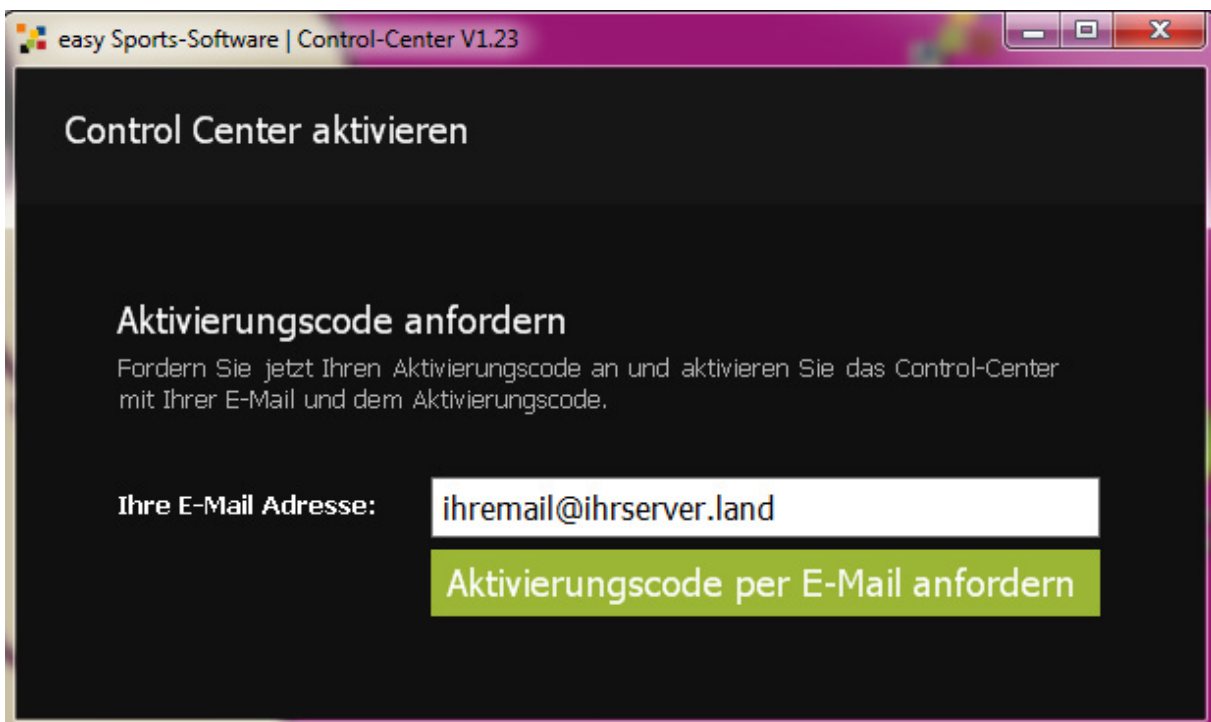 easy Sports-Software | Control-Center V1.23
Control Center aktivieren
Aktivierungscode anfordern
Fordern Sie jetzt Ihren Aktivierungscode an und aktivieren Sie das Control-Center
mit Ihrer E-Mail und dem Aktivierungscode.
Ihre E-Mail Adresse:
ihremail@ihrserver.land
Aktivierungscode per E-Mail anfordern